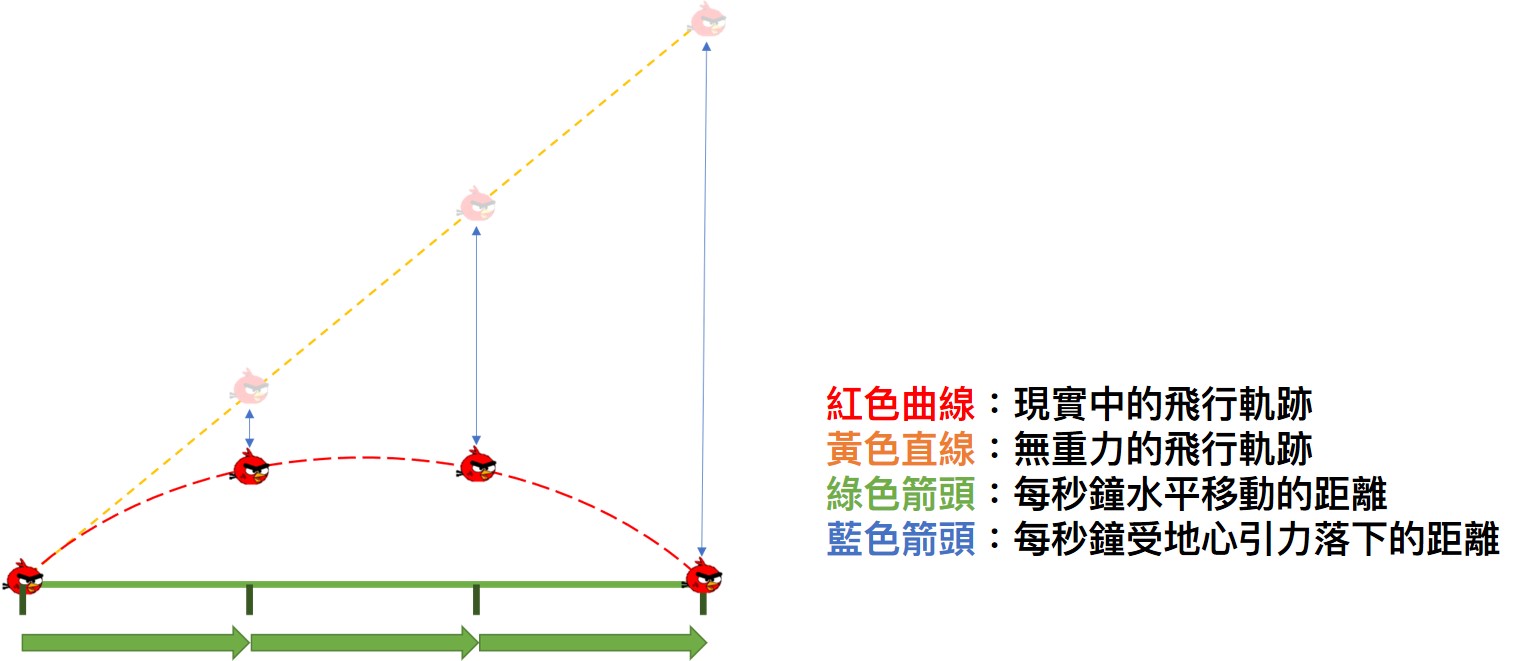 紅色曲線：現實中的飛行軌跡
黃色直線：無重力的飛行軌跡
綠色箭頭：每秒鐘水平移動的距離
藍色箭頭：每秒鐘受地心引力落下的距離